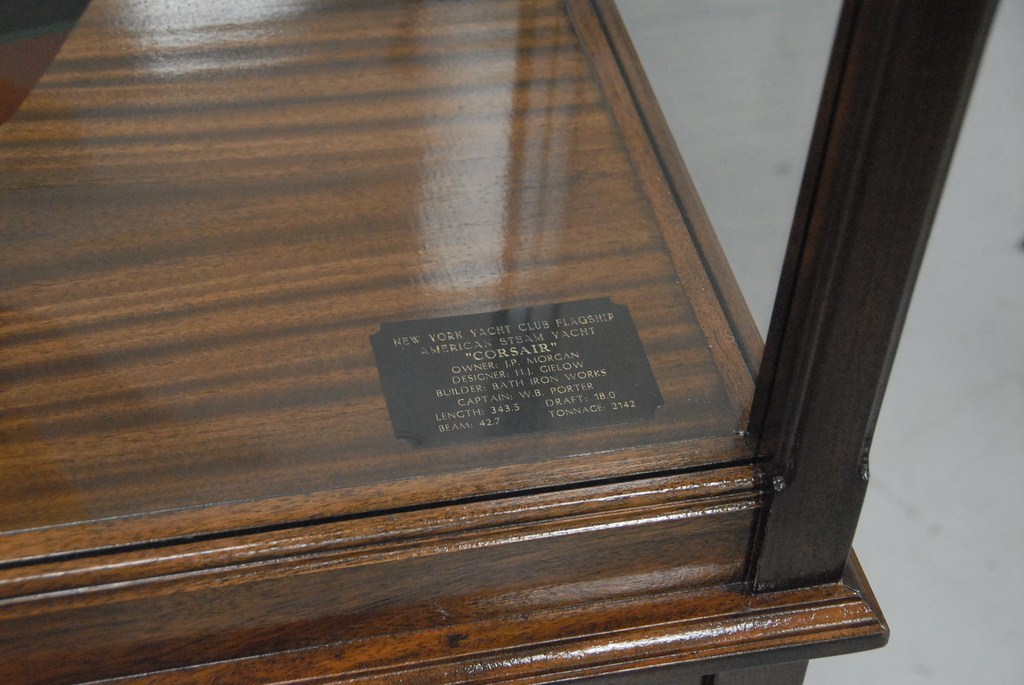 NEW YORK YACHT CLUB FLAGSHIP
AMERICAN STEAM YACHT
"CORSAIR"
OWNER: J.P. MORGAN
DESIGNER: H.J. GIELOW
BUILDER: BATH IRON WORKS
CAPTAIN: W.B. PORTER
LENGTH: 343.5 DRAFT: 18.0
BEAM: 42.7 TONNAGE: 2142